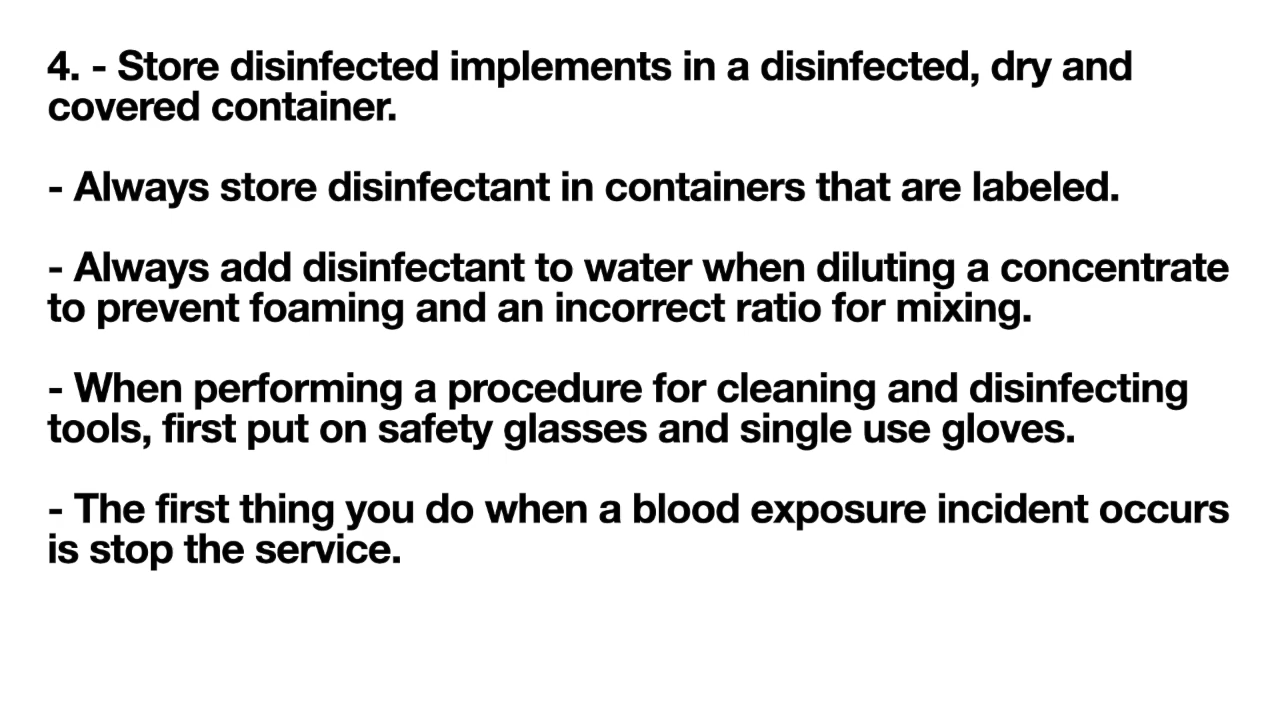 4. - Store disinfected implements in a disinfected, dry and
covered container.
- Always store disinfectant in containers that are labeled.
- Always add disinfectant to water when diluting a concentrate
to prevent foaming and an incorrect ratio for mixing.
- When performing a procedure for cleaning and disinfecting
tools, first put on safety glasses and single use gloves.
- The first thing you do when a blood exposure incident occurs
is stop the service.